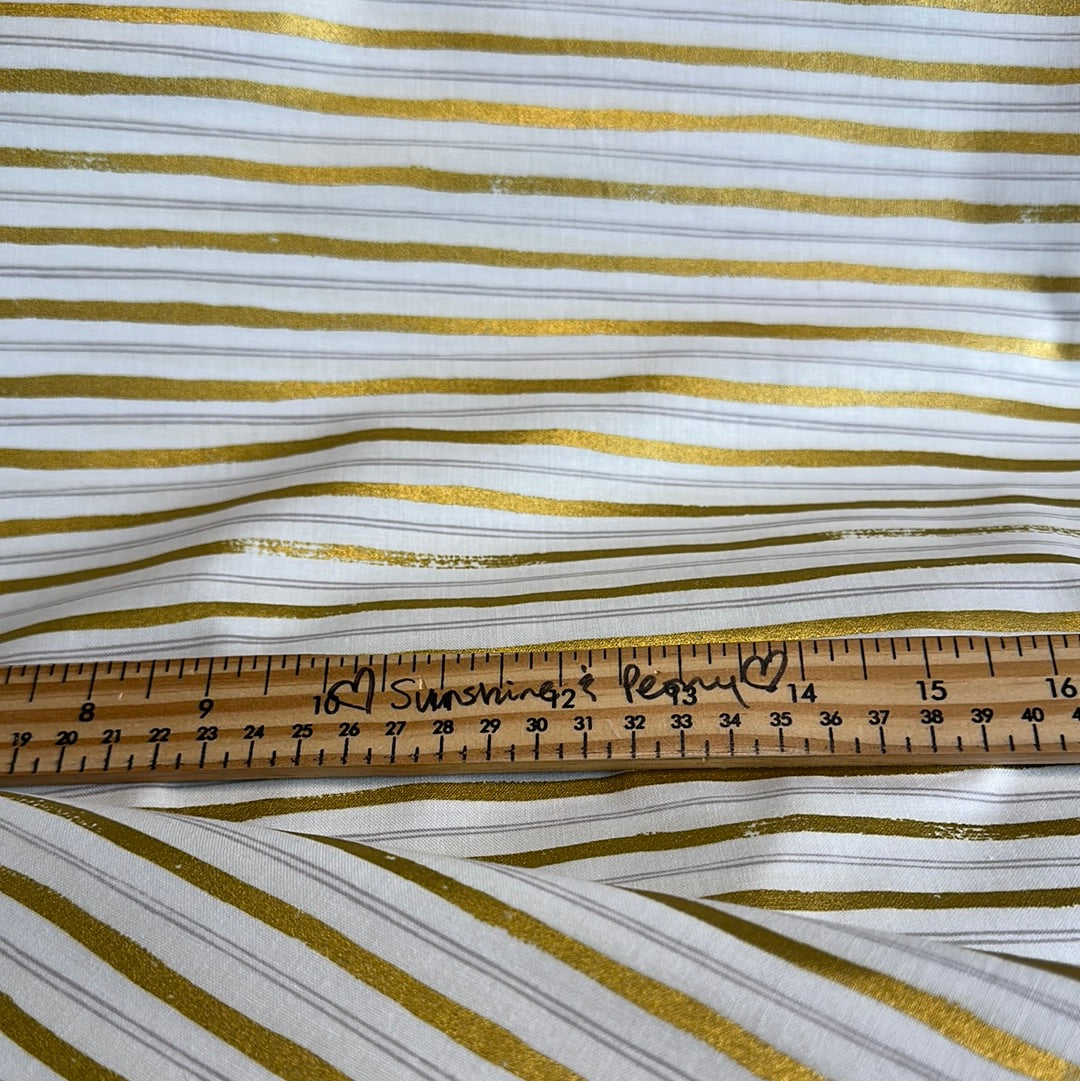 8 9 10 ♡ Sunshine & Peony ♡ 12 13 14 15 16
19 20 21 22 23 24 25 26 27 28 29 30 31 32 33 34 35 36 37 38 39 40